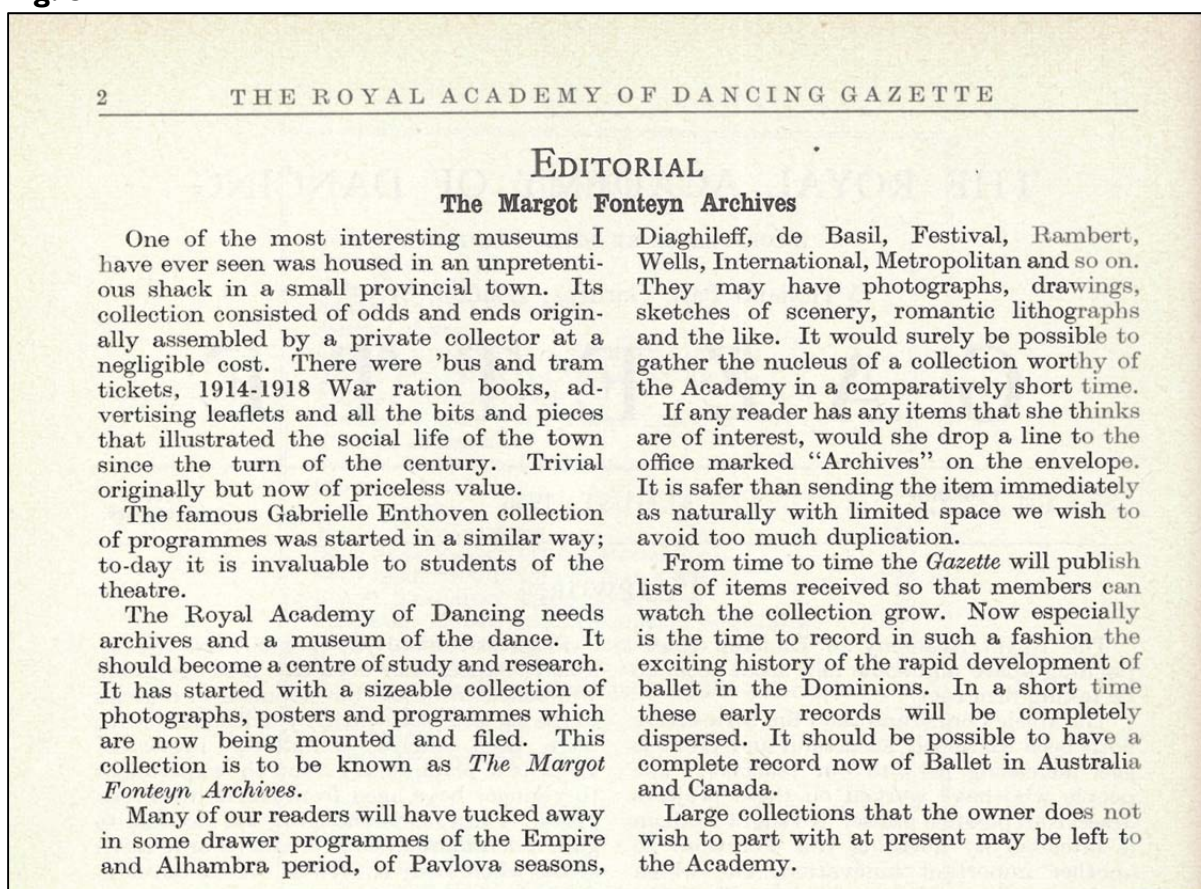 2 THE ROYAL ACADEMY OF DANCING GAZETTE
EDITORIAL
The Margot Fonteyn Archives
One of the most interesting museums I
have ever seen was housed in an unpretenti-
ous shack in a small provincial town. Its
collection consisted of odds and ends origin-
ally assembled by a private collector at a
negligible cost. There were 'bus and tram
tickets, 1914-1918 War ration books, ad-
vertising leaflets and all the bits and pieces
that illustrated the social life of the town
since the turn of the century. Trivial
originally but now of priceless value.
The famous Gabrielle Enthoven collection
of programmes was started in a similar way;
to-day it is invaluable to students of the
theatre.
The Royal Academy of Dancing needs
archives and a museum of the dance. It
should become a centre of study and research.
It has started with a sizeable collection of
photographs, posters and programmes which
are now being mounted and filed. This
collection is to be known as The Margot
Fonteyn Archives.
Many of our readers will have tucked away
in some drawer programmes of the Empire
and Alhambra period, of Pavlova seasons,
Diaghileff, de Basil, Festival, Rambert,
Wells, International, Metropolitan and so on.
They may have photographs, drawings,
sketches of scenery, romantic lithographs
and the like. It would surely be possible to
gather the nucleus of a collection worthy of
the Academy in a comparatively short time.
If any reader has any items that she thinks
are of interest, would she drop a line to the
office marked "Archives" on the envelope.
It is safer than sending the item immediately
as naturally with limited space we wish to
avoid too much duplication.
From time to time the Gazette will publish
lists of items received so that members can
watch the collection grow. Now especially
is the time to record in such a fashion the
exciting history of the rapid development of
ballet in the Dominions. In a short time
these early records will be completely
dispersed. It should be possible to have a
complete record now of Ballet in Australia
and Canada.
Large collections that the owner does not
wish to part with at present may be left to
the Academy.